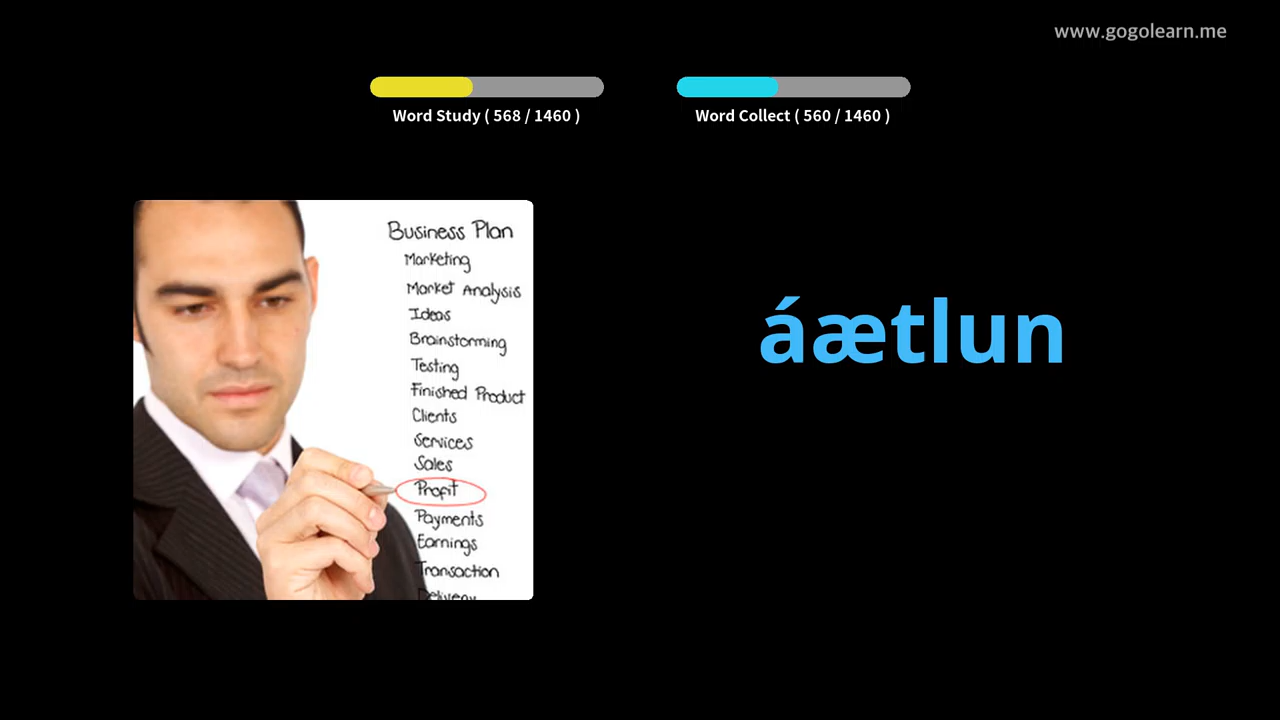 www.gogolearn.me
Word Study ( 568 / 1460 )
Word Collect ( 560 / 1460 )
Business Plan
Marketing
Market Analysis
Ideas
Brainstorming
Testing
Finished Product
Clients
Services
Sales
Profit
Payments
Earnings
Transaction
Delivery
áætlun